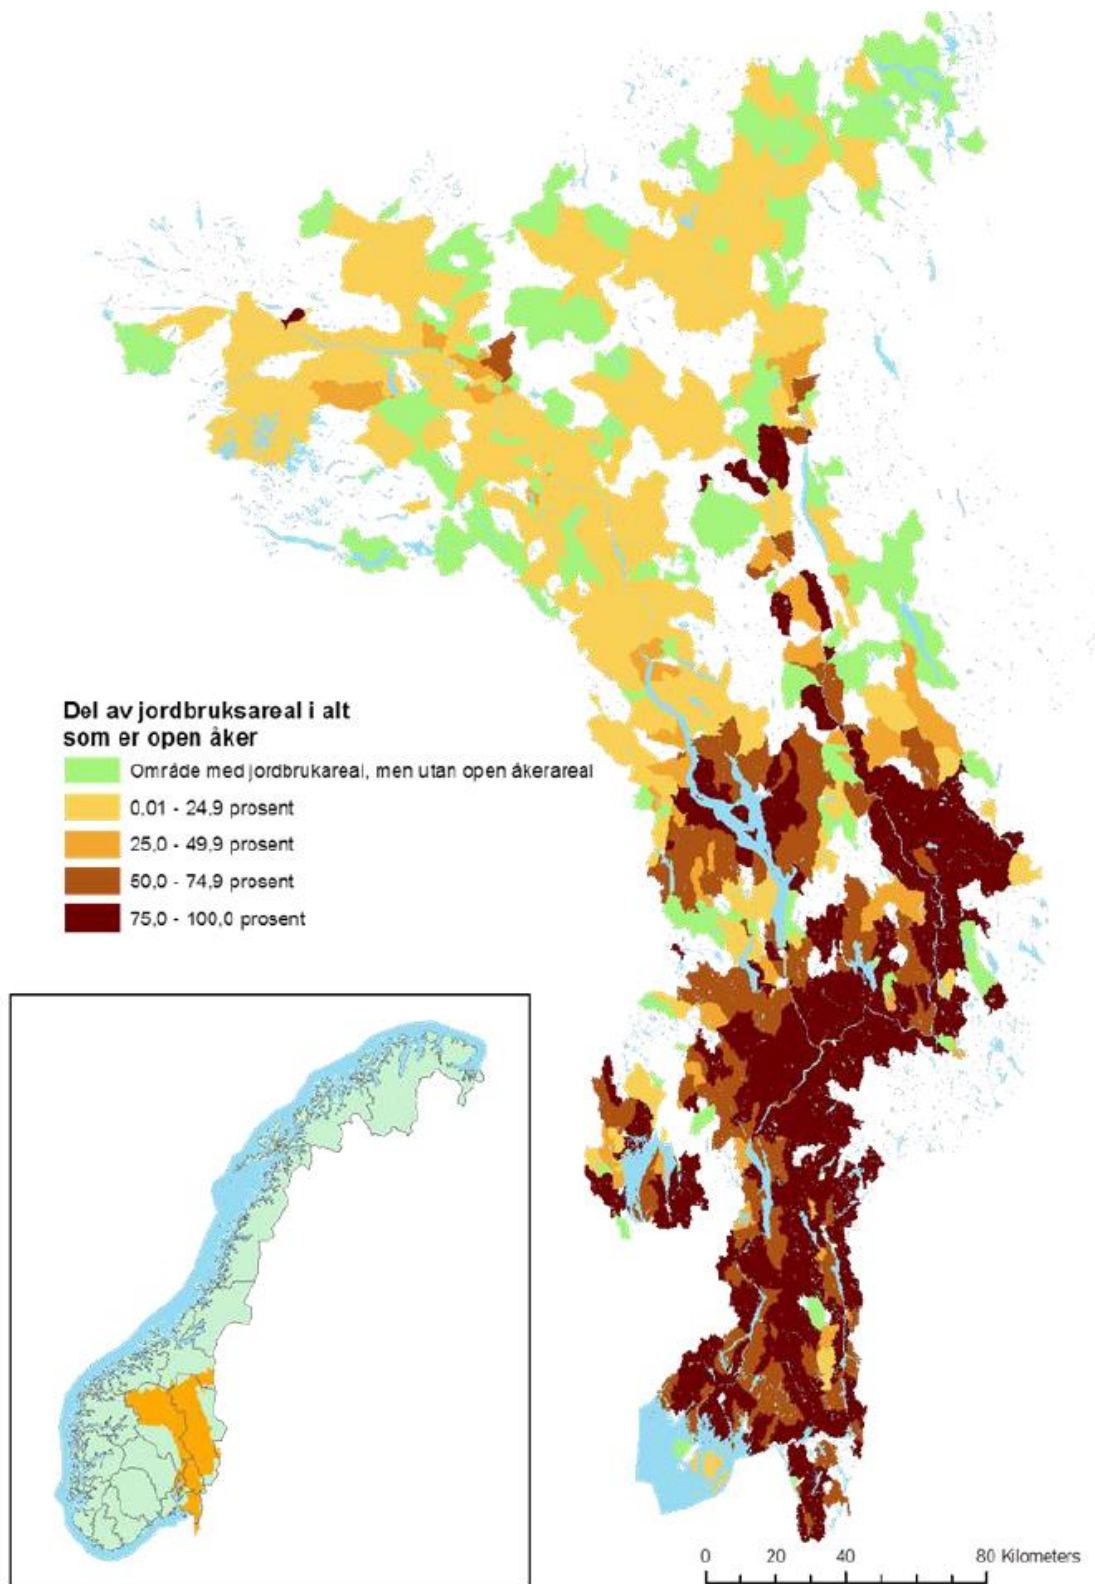 Del av jordbruksareal i alt
som er open åker
Område med jordbrukareal, men utan open åkerareal
0,01 - 24,9 prosent
25,0 - 49,9 prosent
50,0 - 74,9 prosent
75,0 - 100,0 prosent
0 20 40 80 Kilometers